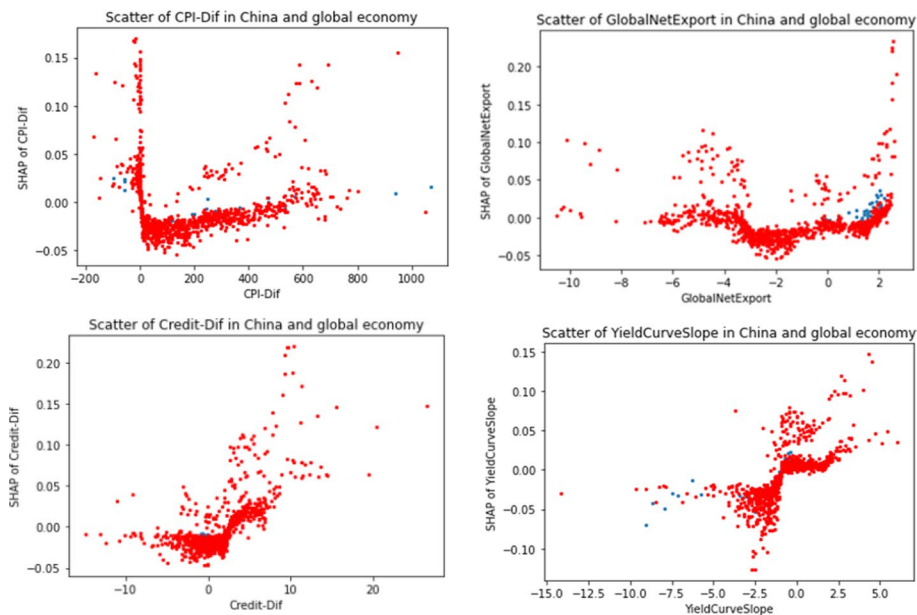 Scatter of CPI-Dif in China and global economy
0.15
0.10
0.05
0.00
−0.05
SHAP of CPI-Dif
−200 0 200 400 600 800 1000
CPI-Dif
Scatter of GlobalNetExport in China and global economy
0.20
0.15
0.10
0.05
0.00
−0.05
SHAP of GlobalNetExport
−10 −8 −6 −4 −2 0 2
GlobalNetExport
Scatter of Credit-Dif in China and global economy
0.20
0.15
0.10
0.05
0.00
−0.05
SHAP of Credit-Dif
−10 0 10 20
Credit-Dif
Scatter of YieldCurveSlope in China and global economy
0.15
0.10
0.05
0.00
−0.05
−0.10
SHAP of YieldCurveSlope
−15.0 −12.5 −10.0 −7.5 −5.0 −2.5 0.0 2.5 5.0
YieldCurveSlope